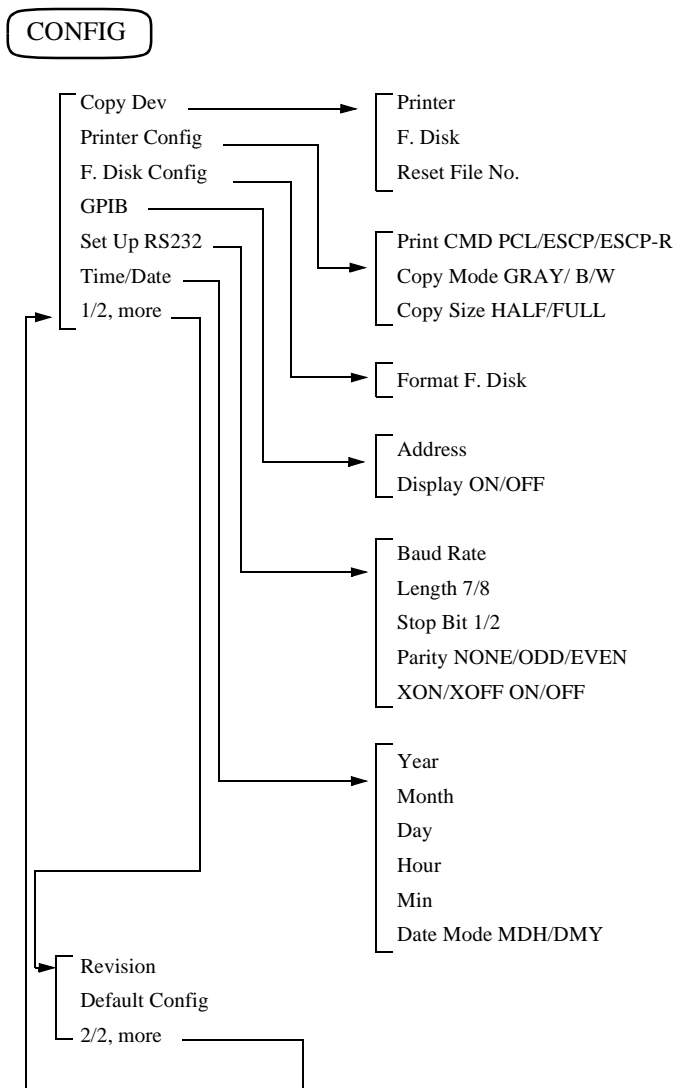 CONFIG
Copy Dev
Printer Config
F. Disk Config
GPIB
Set Up RS232
Time/Date
1/2, more
Printer
F. Disk
Reset File No.
Print CMD PCL/ESCP/ESCP-R
Copy Mode GRAY/ B/W
Copy Size HALF/FULL
Format F. Disk
Address
Display ON/OFF
Baud Rate
Length 7/8
Stop Bit 1/2
Parity NONE/ODD/EVEN
XON/XOFF ON/OFF
Year
Month
Day
Hour
Min
Date Mode MDH/DMY
Revision
Default Config
2/2, more